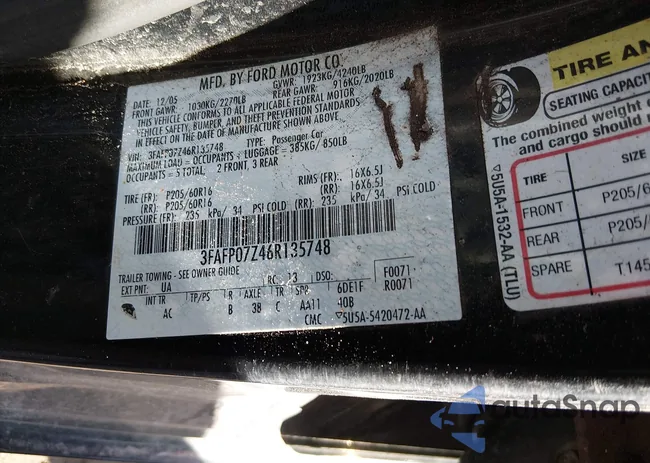 MFD. BY FORD MOTOR CO.
12/05 GVWR: 1923KG/4240LB
FRONT GAWR: 1030KG/2270LB REAR GAWR: 916KG/2020LB
THIS VEHICLE CONFORMS TO ALL APPLICABLE FEDERAL MOTOR
VEHICLE SAFETY, BUMPER, AND THEFT PREVENTION STANDARDS
IN EFFECT ON THE DATE OF MANUFACTURE SHOWN ABOVE.
VIN: 3FAFP07Z46R135748 TYPE: Passenger Car
MAXIMUM LOAD = OCCUPANTS + LUGGAGE = 385KG/850LB
OCCUPANTS = 5 TOTAL. 2 FRONT, 3 REAR
TIRE: P205/60R16 RIMS (FR): 16X6.5J
(RR): P205/60R16 (RR): 16X6.5J
PRESSURE (FR): 235 kPa/ 34 PSI COLD (RR): 235 kPa/ 34 PSI COLD
3FAFP07Z46R135748
TRAILER TOWING - SEE OWNER GUIDE
EXT PNT: UA RC: 13 DSO: F0071
R0071
INT TR TP/PS R AXLE TR SPR 6DE1F
AC B 38 C AA11 40B
CMC ▽5U5A-5420472-AA
TIRE AN
SEATING CAPACITY
The combined weight o
and cargo should
TIRE SIZE
FRONT P205/6
REAR P205/
SPARE T145
▽5U5A-1532-AA (TLU)
autoSnap